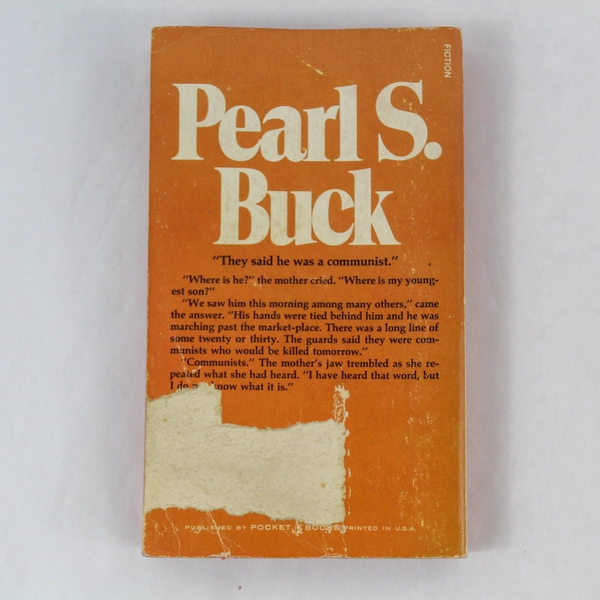 FICTION
Pearl S.
Buck
"They said he was a communist."
"Where is he?" the mother cried. "Where is my young-
est son?"
"We saw him this morning among many others," came
the answer. "His hands were tied behind him and he was
marching past the market-place. There was a long line of
some twenty or thirty. The guards said they were com-
munists who would be killed tomorrow."
"Communists." The mother's jaw trembled as she re-
peated what she had heard. "I have heard that word, but
I do know what it is."
PUBLISHED BY POCKET BOOKS PRINTED IN U.S.A.